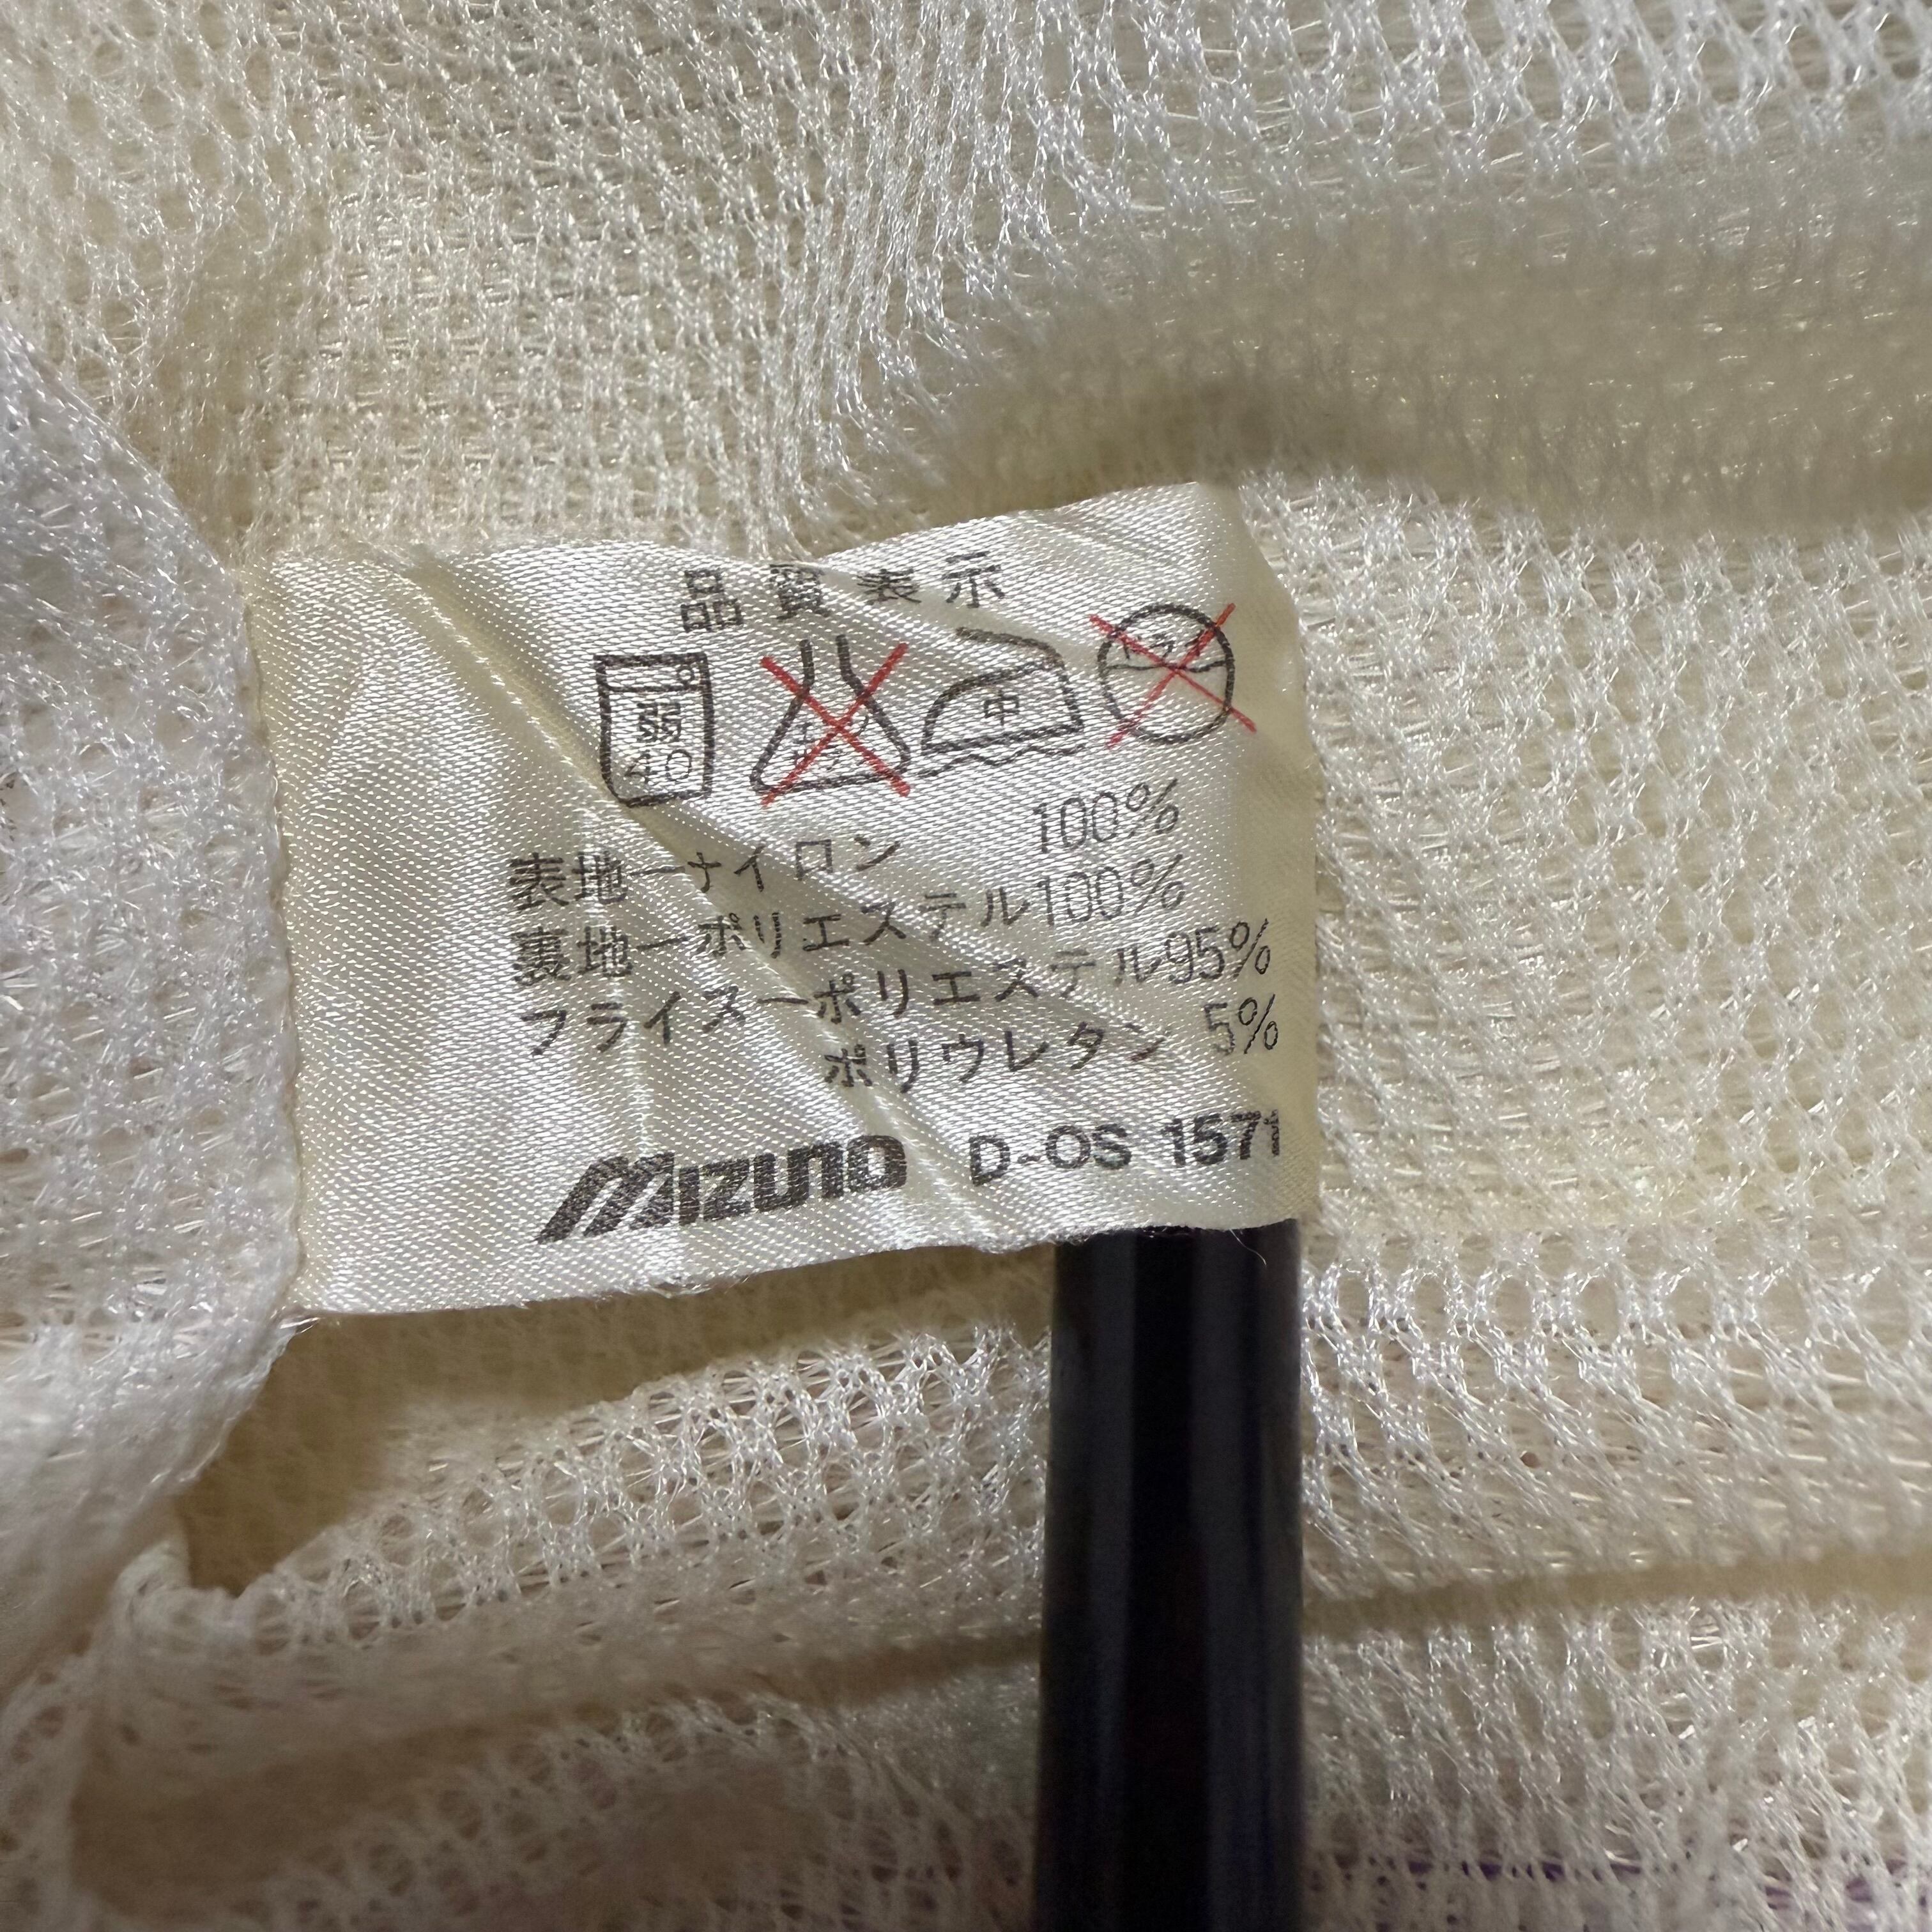 品質表示
弱 40 中
表地ーナイロン 100%
裏地ーポリエステル100%
フライスーポリエステル95%
ポリウレタン 5%
MIZUNO D-OS 1571